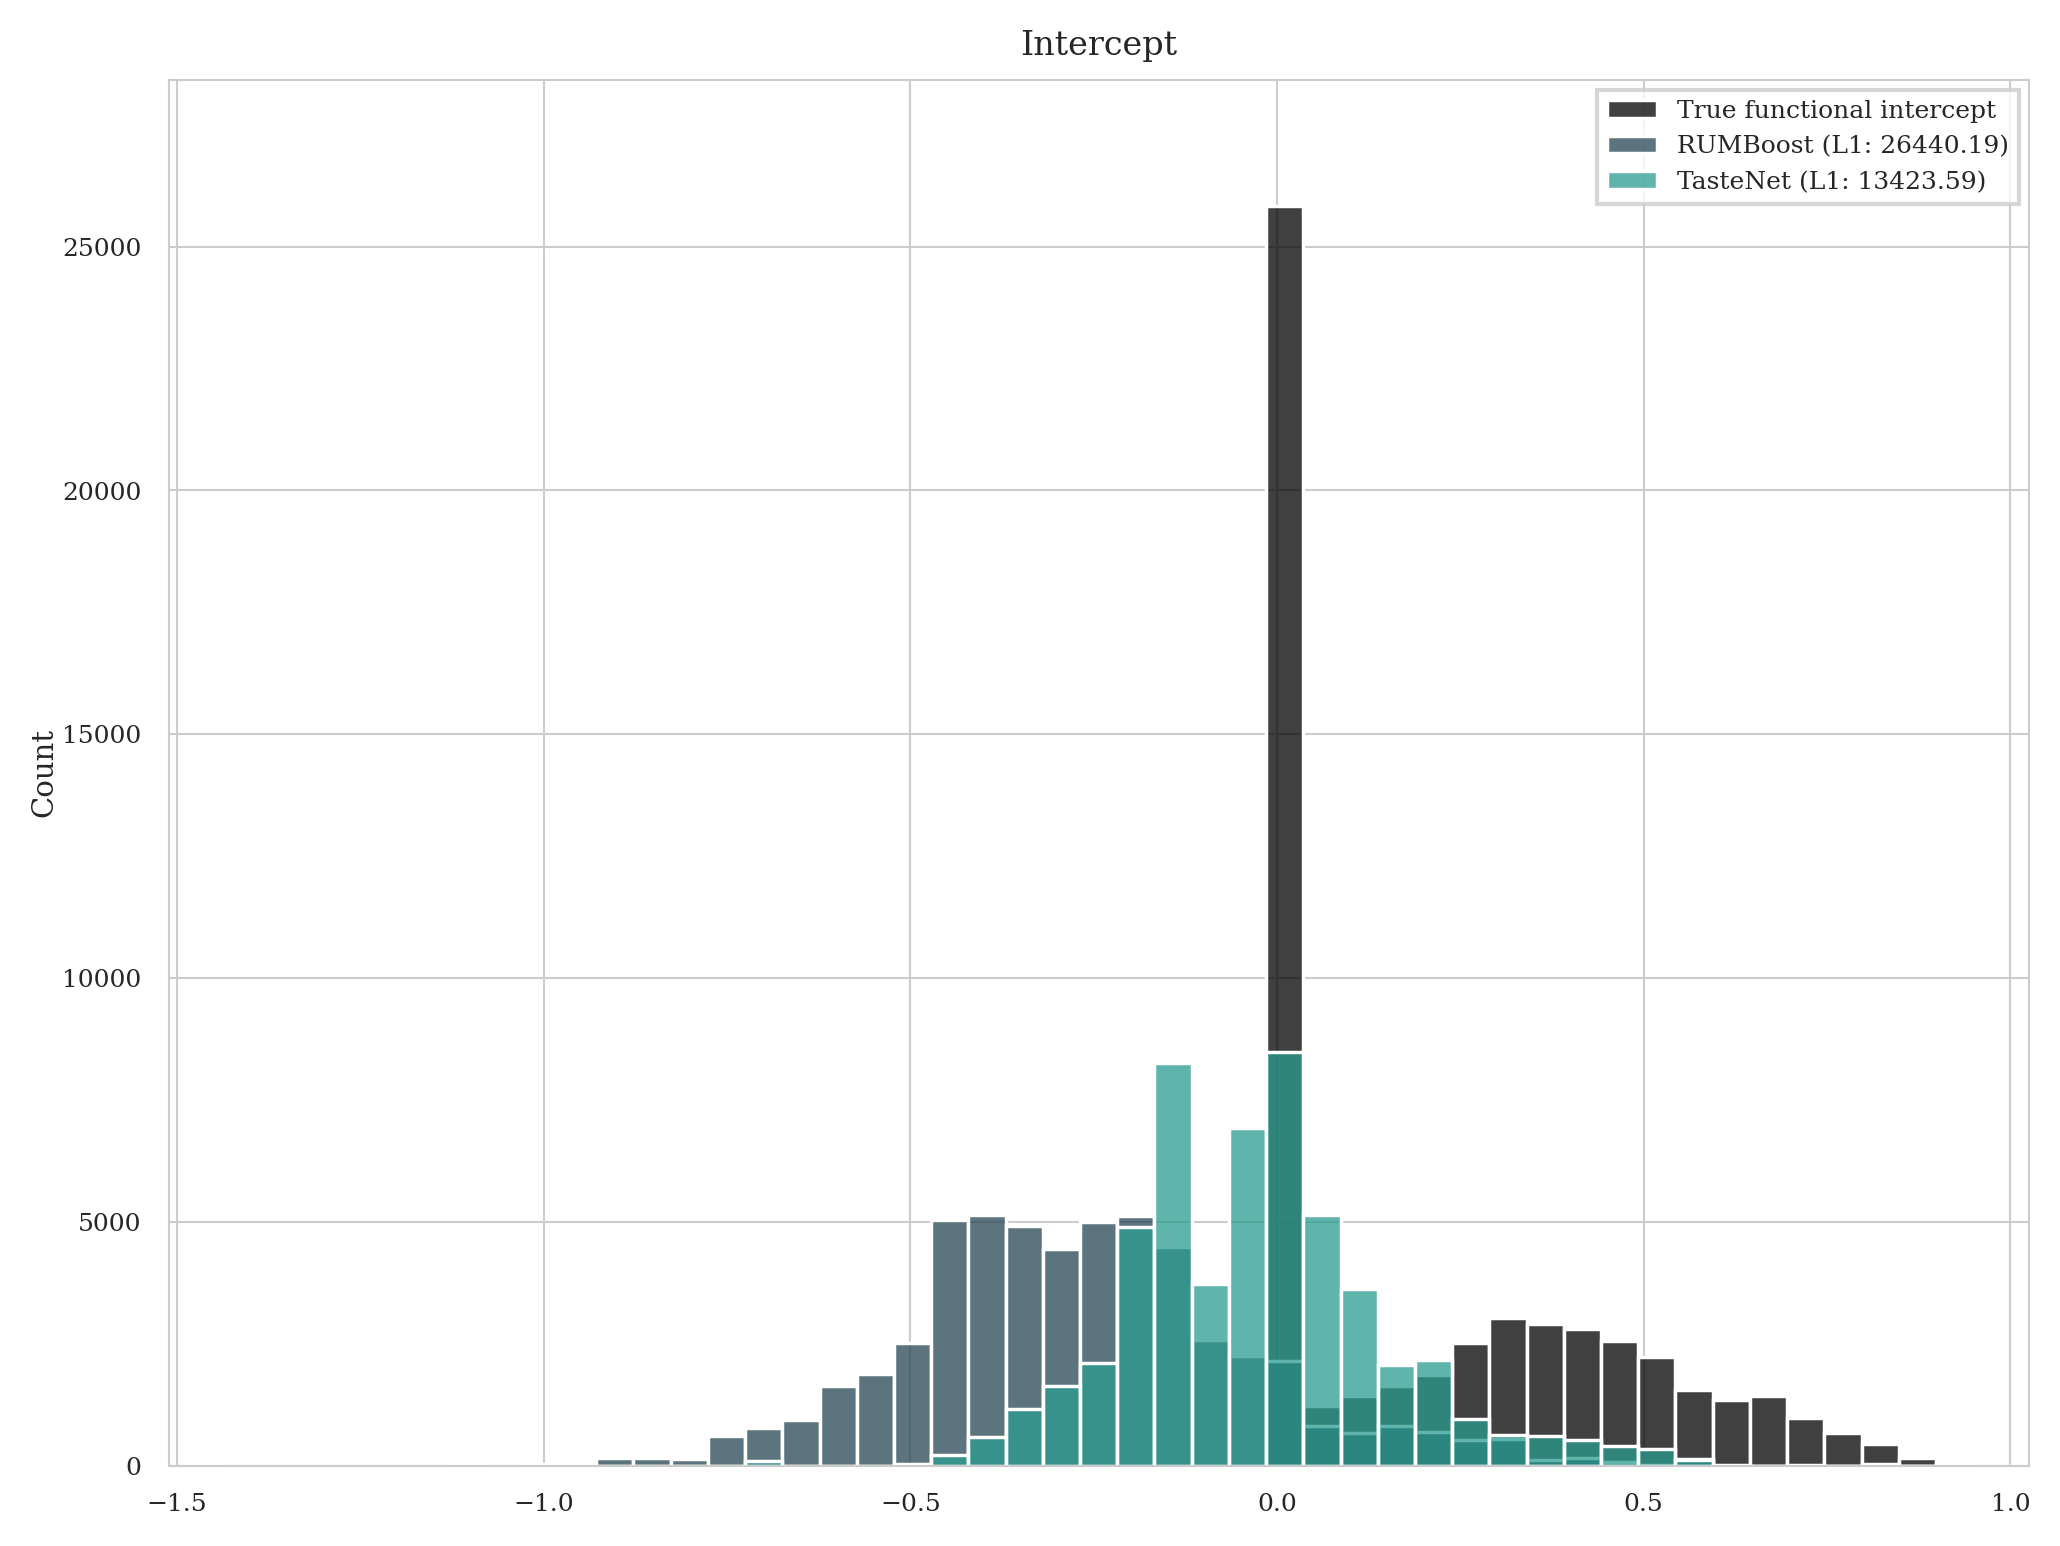 Intercept
True functional intercept
RUMBoost (L1: 26440.19)
TasteNet (L1: 13423.59)
25000
20000
15000
10000
5000
0
Count
−1.5
−1.0
−0.5
0.0
0.5
1.0